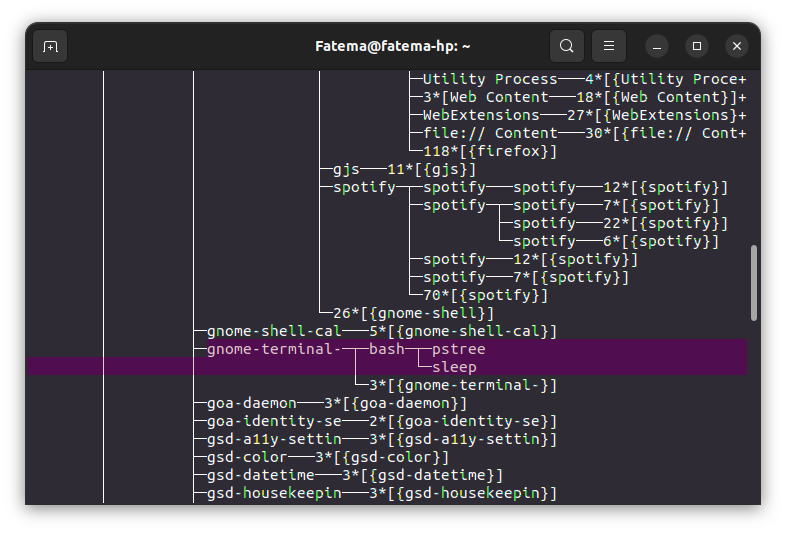 Fatema@fatema-hp: ~
├─Utility Process───4*[{Utility Proce+
├─3*[Web Content───18*[{Web Content}]+
├─WebExtensions───27*[{WebExtensions}+
├─file:// Content───30*[{file:// Cont+
└─118*[{firefox}]
├─gjs───11*[{gjs}]
├─spotify─┬─spotify───spotify───12*[{spotify}]
├─spotify─┬─spotify───7*[{spotify}]
├─spotify───22*[{spotify}]
└─spotify───6*[{spotify}]
├─spotify───12*[{spotify}]
├─spotify───7*[{spotify}]
└─70*[{spotify}]
└─26*[{gnome-shell}]
├─gnome-shell-cal───5*[{gnome-shell-cal}]
├─gnome-terminal-─┬─bash─┬─pstree
└─sleep
└─3*[{gnome-terminal-}]
├─goa-daemon───3*[{goa-daemon}]
├─goa-identity-se───2*[{goa-identity-se}]
├─gsd-a11y-settin───3*[{gsd-a11y-settin}]
├─gsd-color───3*[{gsd-color}]
├─gsd-datetime───3*[{gsd-datetime}]
├─gsd-housekeepin───3*[{gsd-housekeepin}]